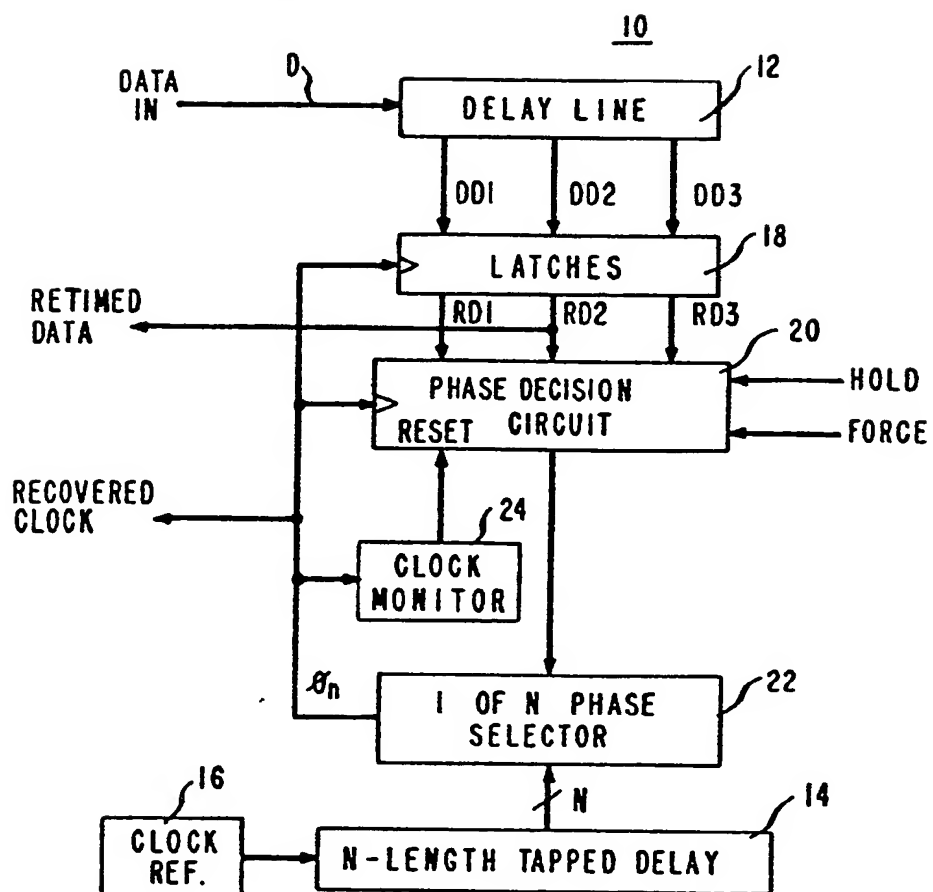 10
DATA
IN
D
DELAY LINE
12
DD1
DD2
DD3
LATCHES
18
RETIMED
DATA
RD1
RD2
RD3
20
PHASE DECISION
CIRCUIT
RESET
HOLD
FORCE
RECOVERED
CLOCK
24
CLOCK
MONITOR
Øn
1 OF N PHASE
SELECTOR
22
16
N
14
CLOCK
REF.
N-LENGTH TAPPED DELAY